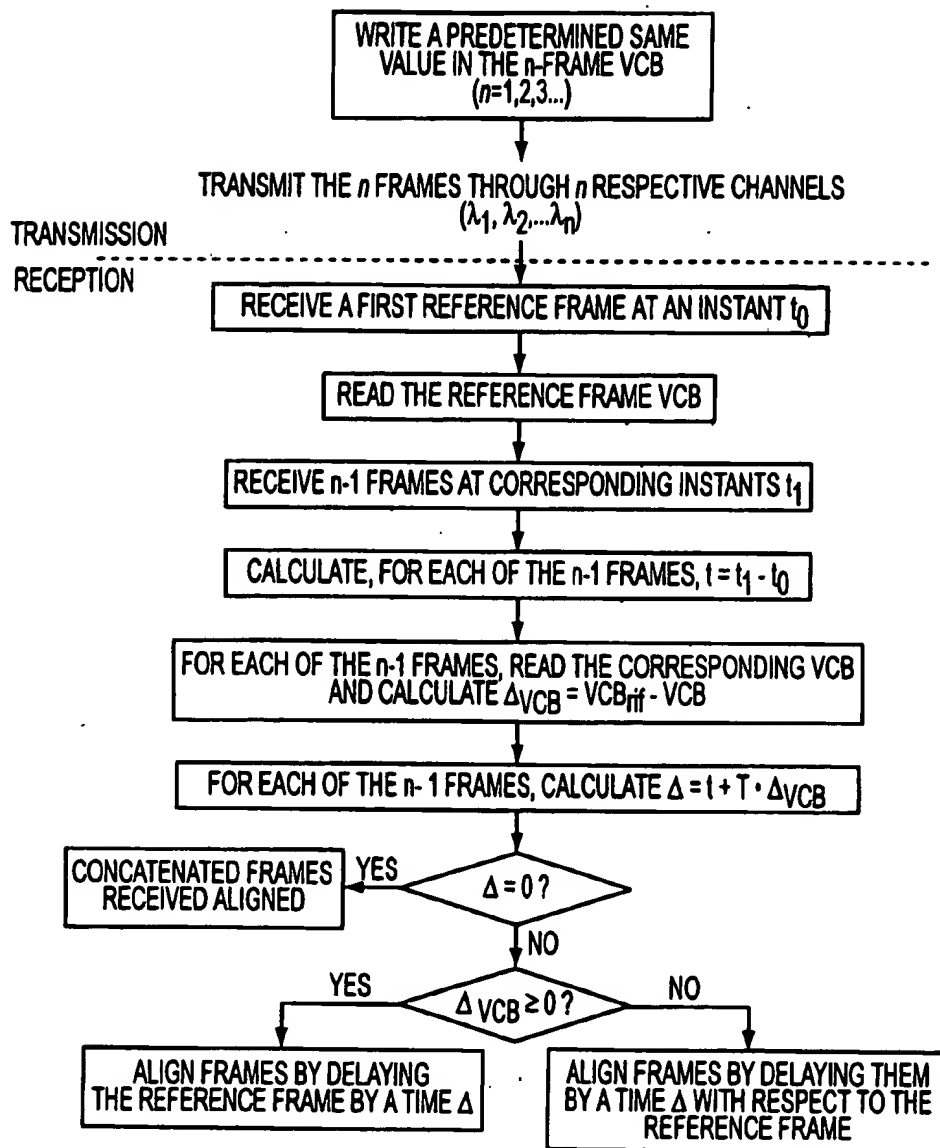 WRITE A PREDETERMINED SAME
VALUE IN THE n-FRAME VCB
(n=1,2,3...)
TRANSMIT THE n FRAMES THROUGH n RESPECTIVE CHANNELS
(λ1, λ2,...λn)
TRANSMISSION
RECEPTION
RECEIVE A FIRST REFERENCE FRAME AT AN INSTANT t0
READ THE REFERENCE FRAME VCB
RECEIVE n-1 FRAMES AT CORRESPONDING INSTANTS t1
CALCULATE, FOR EACH OF THE n-1 FRAMES, t = t1 - t0
FOR EACH OF THE n-1 FRAMES, READ THE CORRESPONDING VCB
AND CALCULATE ΔVCB = VCBrif - VCB
FOR EACH OF THE n- 1 FRAMES, CALCULATE Δ = t + T • ΔVCB
CONCATENATED FRAMES
RECEIVED ALIGNED
YES
Δ = 0 ?
NO
YES
ΔVCB ≥ 0 ?
NO
ALIGN FRAMES BY DELAYING
THE REFERENCE FRAME BY A TIME Δ
ALIGN FRAMES BY DELAYING THEM
BY A TIME Δ WITH RESPECT TO THE
REFERENCE FRAME